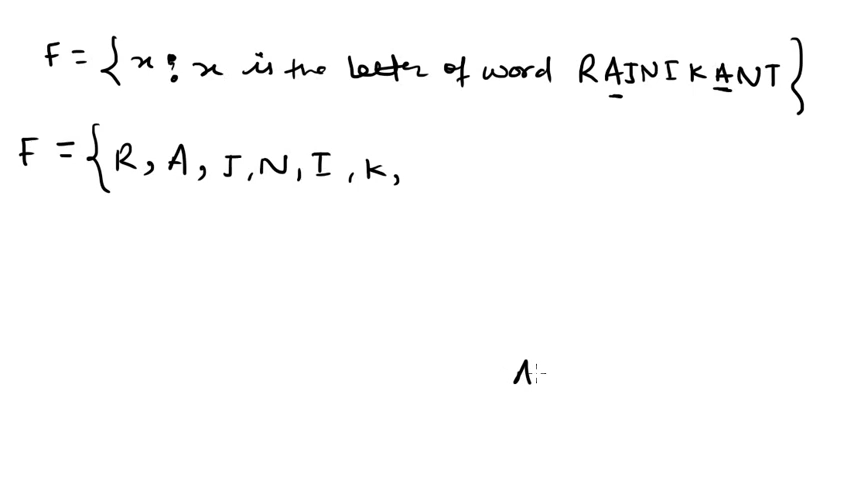 F = { x : x is the letter of word RAJNIKANT }
F = { R, A, J, N, I, K,